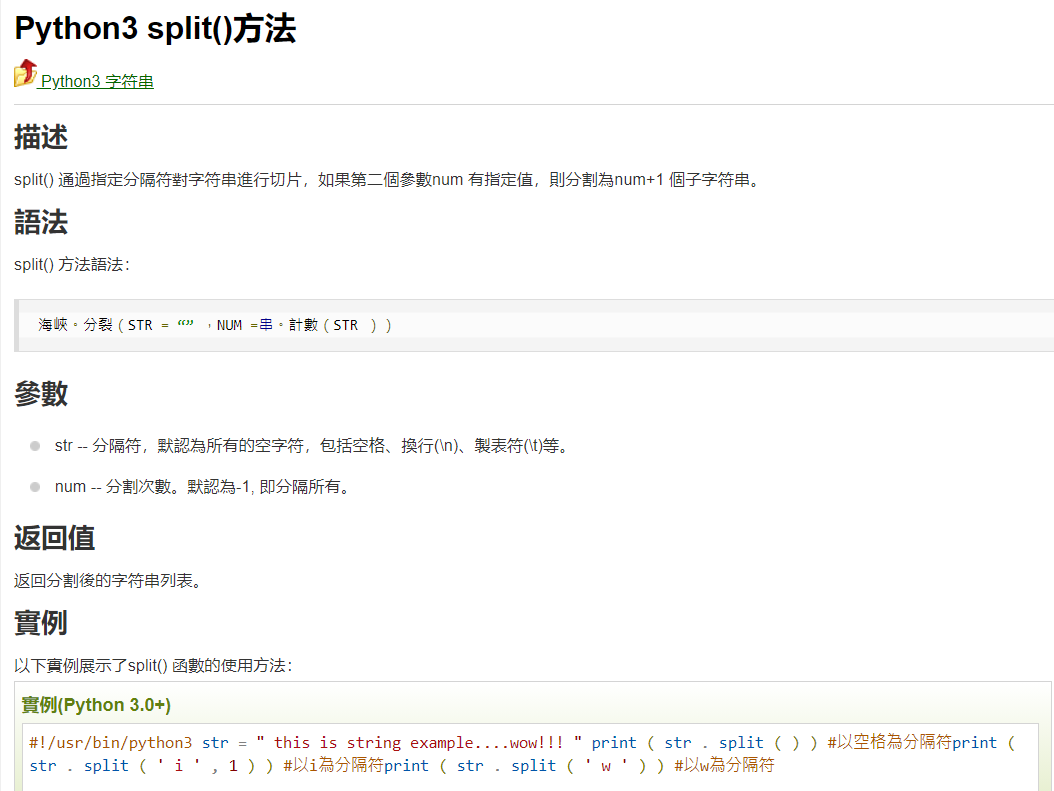 Python3 split()方法
Python3 字符串
描述
split() 通過指定分隔符對字符串進行切片，如果第二個參數num 有指定值，則分割為num+1 個子字符串。
語法
split() 方法語法：
海峽。分裂 ( STR = “” ，NUM =串。計數 ( STR ) )
參數
str -- 分隔符，默認為所有的空字符，包括空格、換行(\n)、製表符(\t)等。
num -- 分割次數。默認為-1, 即分隔所有。
返回值
返回分割後的字符串列表。
實例
以下實例展示了split() 函數的使用方法：
實例(Python 3.0+)
#!/usr/bin/python3 str = " this is string example....wow!!! " print ( str . split ( ) ) #以空格為分隔符print (
str . split ( ' i ' , 1 ) ) #以i為分隔符print ( str . split ( ' w ' ) ) #以w為分隔符